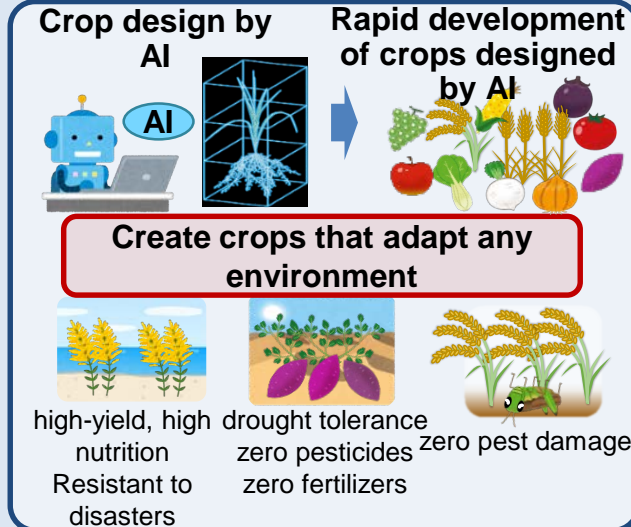 Crop design by
AI
AI
Rapid development
of crops designed
by AI
Create crops that adapt any
environment
high-yield, high
nutrition
Resistant to
disasters
drought tolerance
zero pesticides
zero fertilizers
zero pest damage